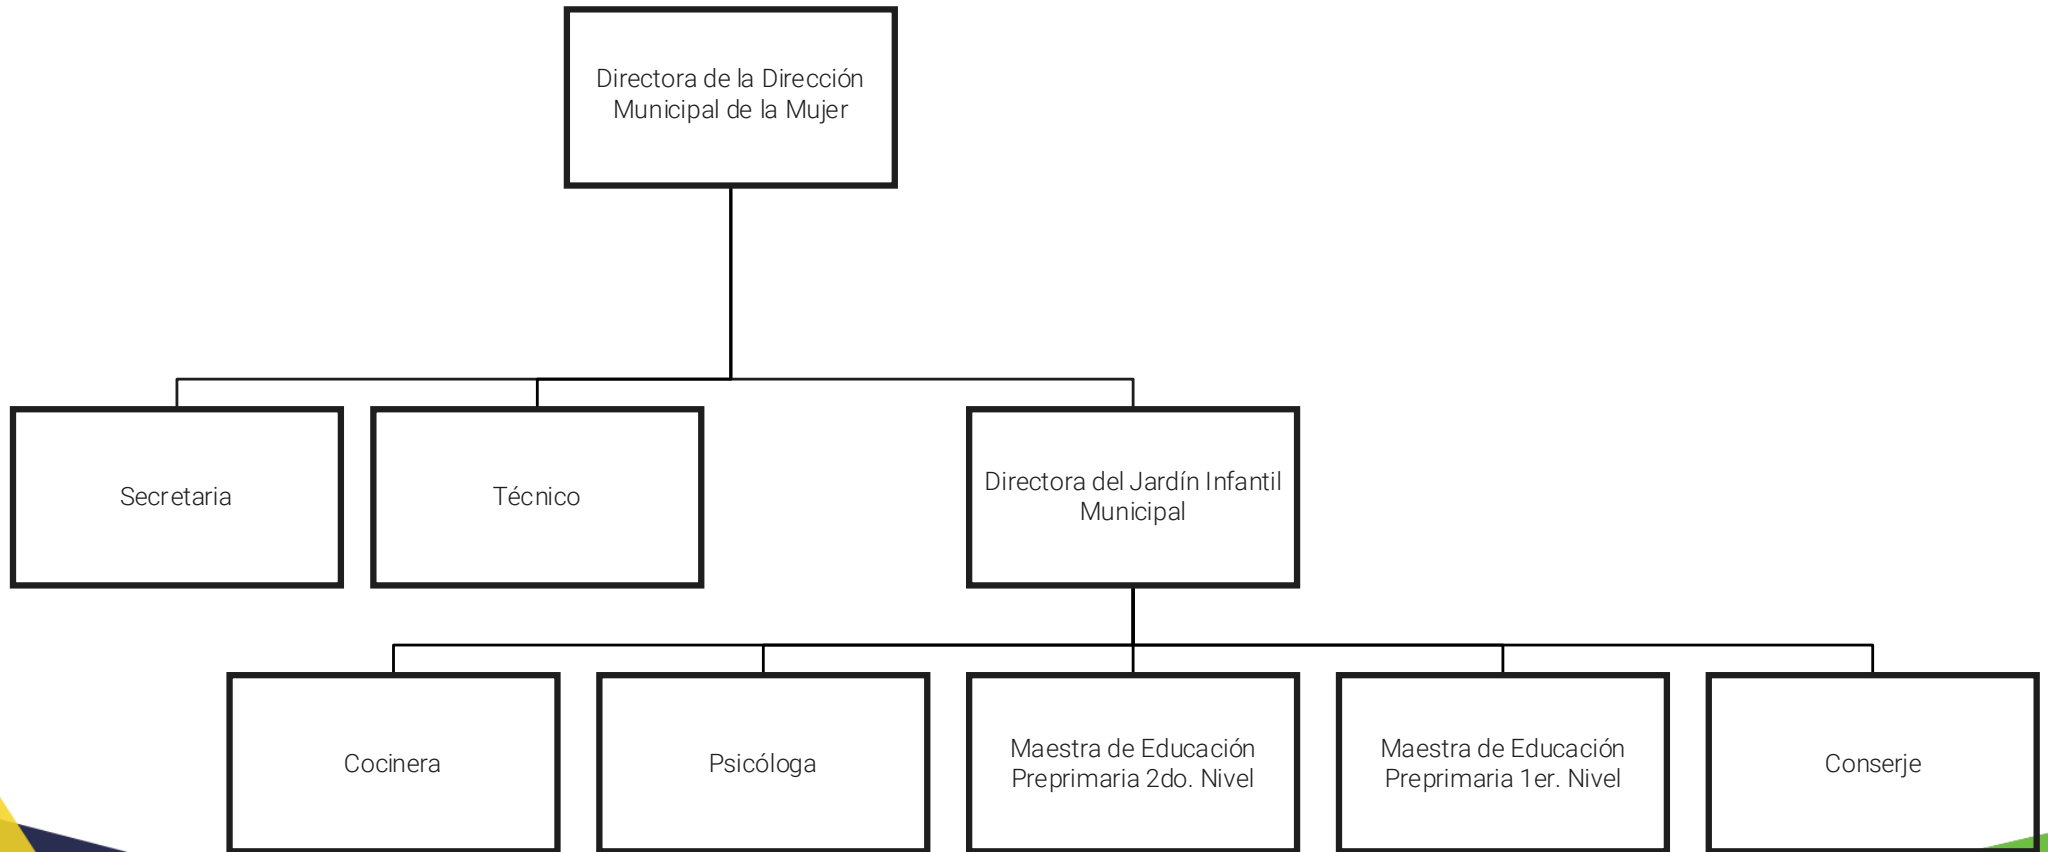 Directora de la Dirección
Municipal de la Mujer
Secretaria
Técnico
Directora del Jardín Infantil
Municipal
Cocinera
Psicóloga
Maestra de Educación
Preprimaria 2do. Nivel
Maestra de Educación
Preprimaria 1er. Nivel
Conserje